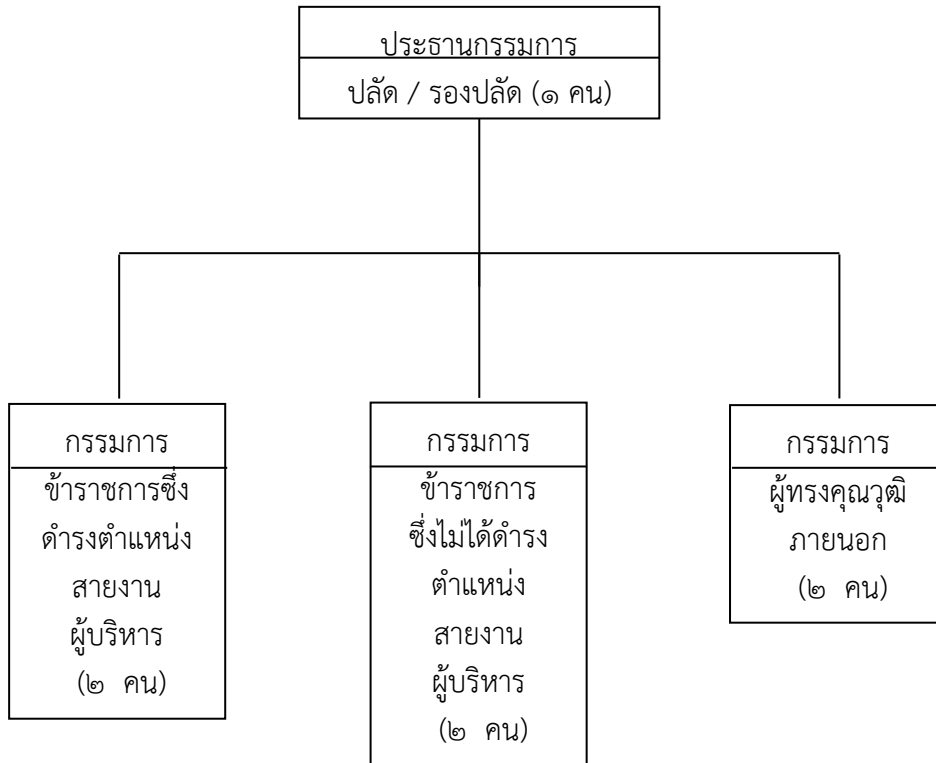 ประธานกรรมการ
ปลัด / รองปลัด (๑ คน)
กรรมการ
ข้าราชการซึ่ง
ดำรงตำแหน่ง
สายงาน
ผู้บริหาร
(๒ คน)
กรรมการ
ข้าราชการ
ซึ่งไม่ได้ดำรง
ตำแหน่ง
สายงาน
ผู้บริหาร
(๒ คน)
กรรมการ
ผู้ทรงคุณวุฒิ
ภายนอก
(๒ คน)